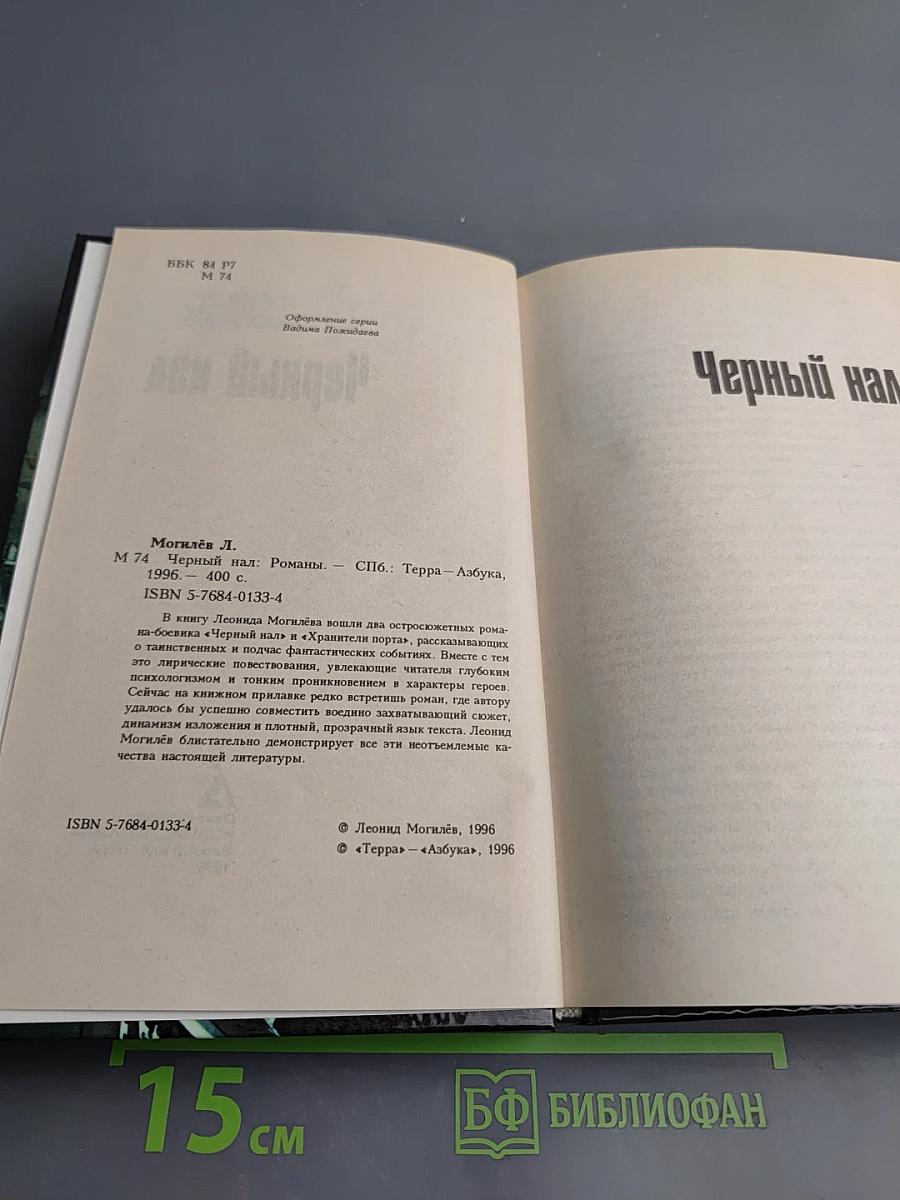 ББК 84 Р7
М 74
Оформление серии
Вадима Пожидаева
Могилёв Л.
М 74 Черный нал: Романы. — СПб.: Терра—Азбука,
1996.— 400 с.
ISBN 5-7684-0133-4
В книгу Леонида Могилёва вошли два остросюжетных рома-
на-боевика «Черный нал» и «Хранители порта», рассказывающих
о таинственных и подчас фантастических событиях. Вместе с тем
это лирические повествования, увлекающие читателя глубоким
психологизмом и тонким проникновением в характеры героев.
Сейчас на книжном прилавке редко встретишь роман, где автору
удалось бы успешно совместить воедино захватывающий сюжет,
динамизм изложения и плотный, прозрачный язык текста. Леонид
Могилёв блистательно демонстрирует все эти неотъемлемые ка-
чества настоящей литературы.
ISBN 5-7684-0133-4
© Леонид Могилёв, 1996
© «Терра» — «Азбука», 1996
Черный нал
15 см
БФ БИБЛИОФАН